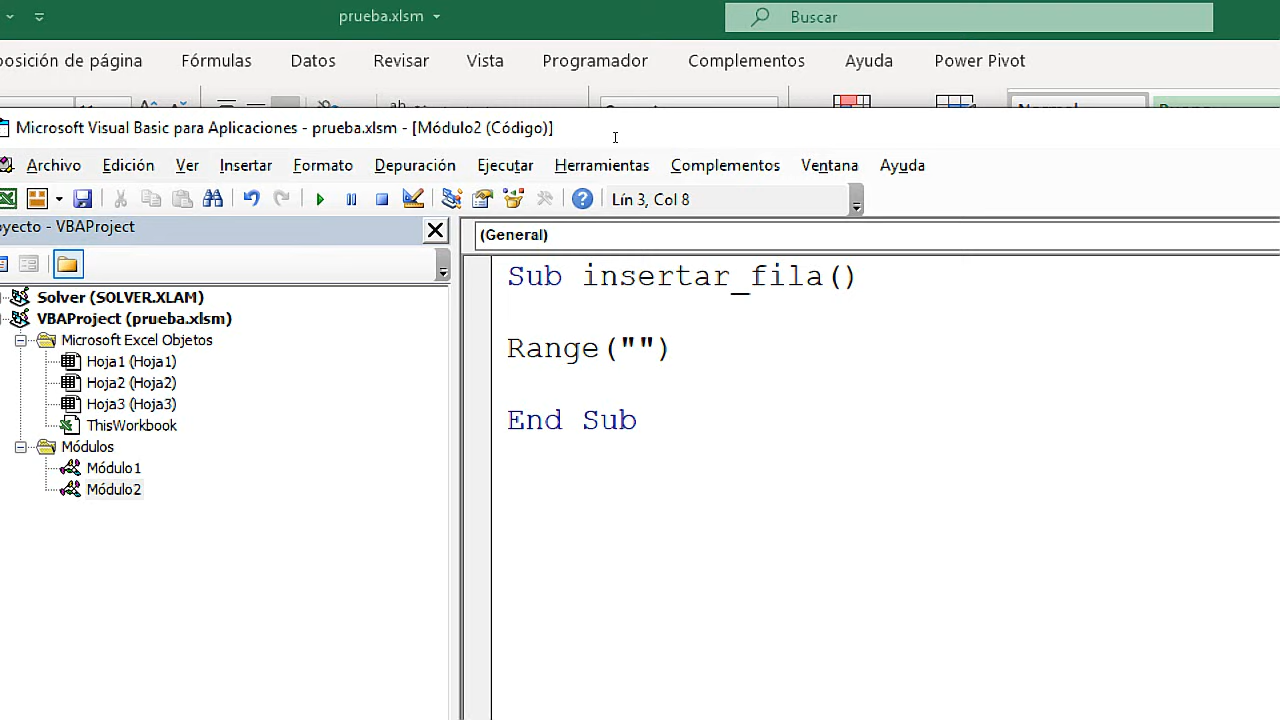 prueba.xlsm
Buscar
posición de página Fórmulas Datos Revisar Vista Programador Complementos Ayuda Power Pivot
Microsoft Visual Basic para Aplicaciones - prueba.xlsm - [Módulo2 (Código)]
Archivo Edición Ver Insertar Formato Depuración Ejecutar Herramientas Complementos Ventana Ayuda
Lín 3, Col 8
oyecto - VBAProject
(General)
Solver (SOLVER.XLAM)
VBAProject (prueba.xlsm)
Microsoft Excel Objetos
Hoja1 (Hoja1)
Hoja2 (Hoja2)
Hoja3 (Hoja3)
ThisWorkbook
Módulos
Módulo1
Módulo2
Sub insertar_fila()
Range("")
End Sub